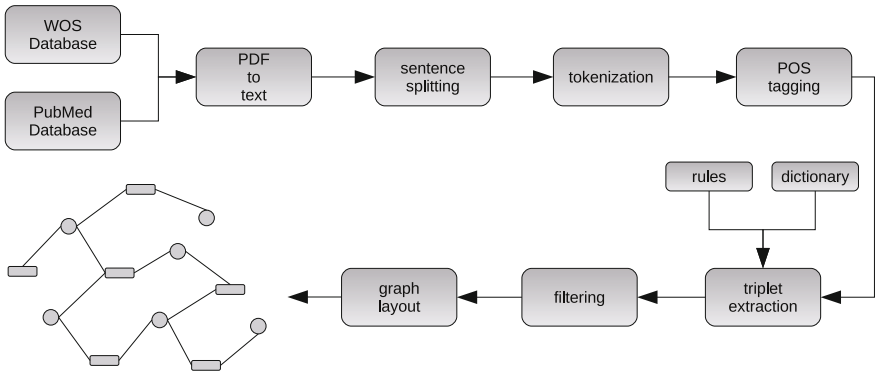 WOS
Database
PubMed
Database
PDF
to
text
sentence
splitting
tokenization
POS
tagging
rules
dictionary
triplet
extraction
filtering
graph
layout